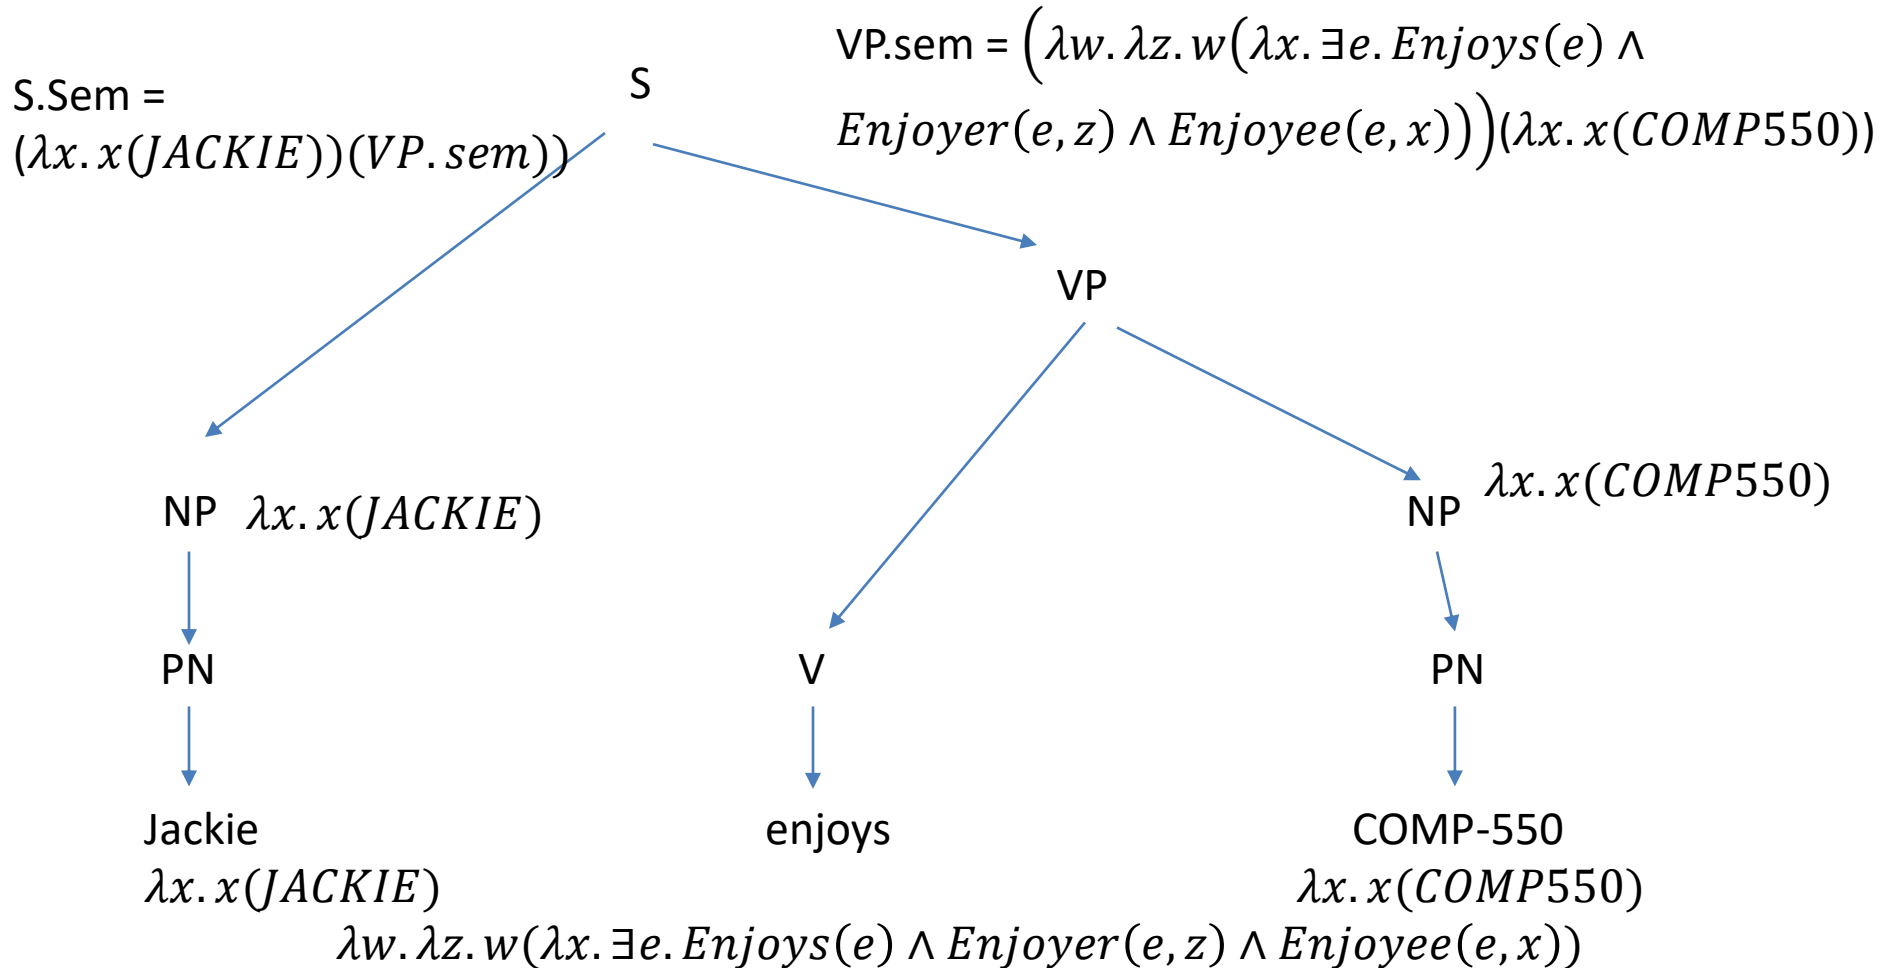 S.Sem =
(λx. x(JACKIE))(VP. sem))
S
VP.sem = (λw. λz. w(λx. ∃e. Enjoys(e) ∧
Enjoyer(e, z) ∧ Enjoyee(e, x)))(λx. x(COMP550))
VP
NP λx. x(JACKIE)
NP λx. x(COMP550)
PN
V
PN
Jackie
λx. x(JACKIE)
enjoys
COMP-550
λx. x(COMP550)
λw. λz. w(λx. ∃e. Enjoys(e) ∧ Enjoyer(e, z) ∧ Enjoyee(e, x))